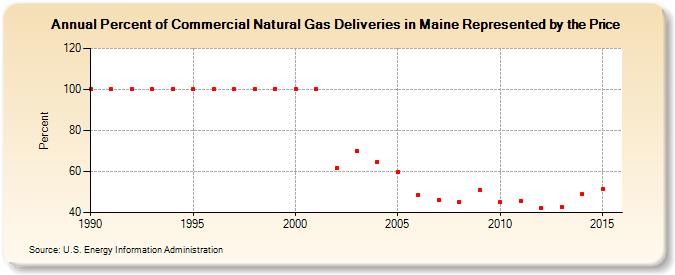 Annual Percent of Commercial Natural Gas Deliveries in Maine Represented by the Price
120
100
80
60
40
Percent
1990 1995 2000 2005 2010 2015
Source: U.S. Energy Information Administration